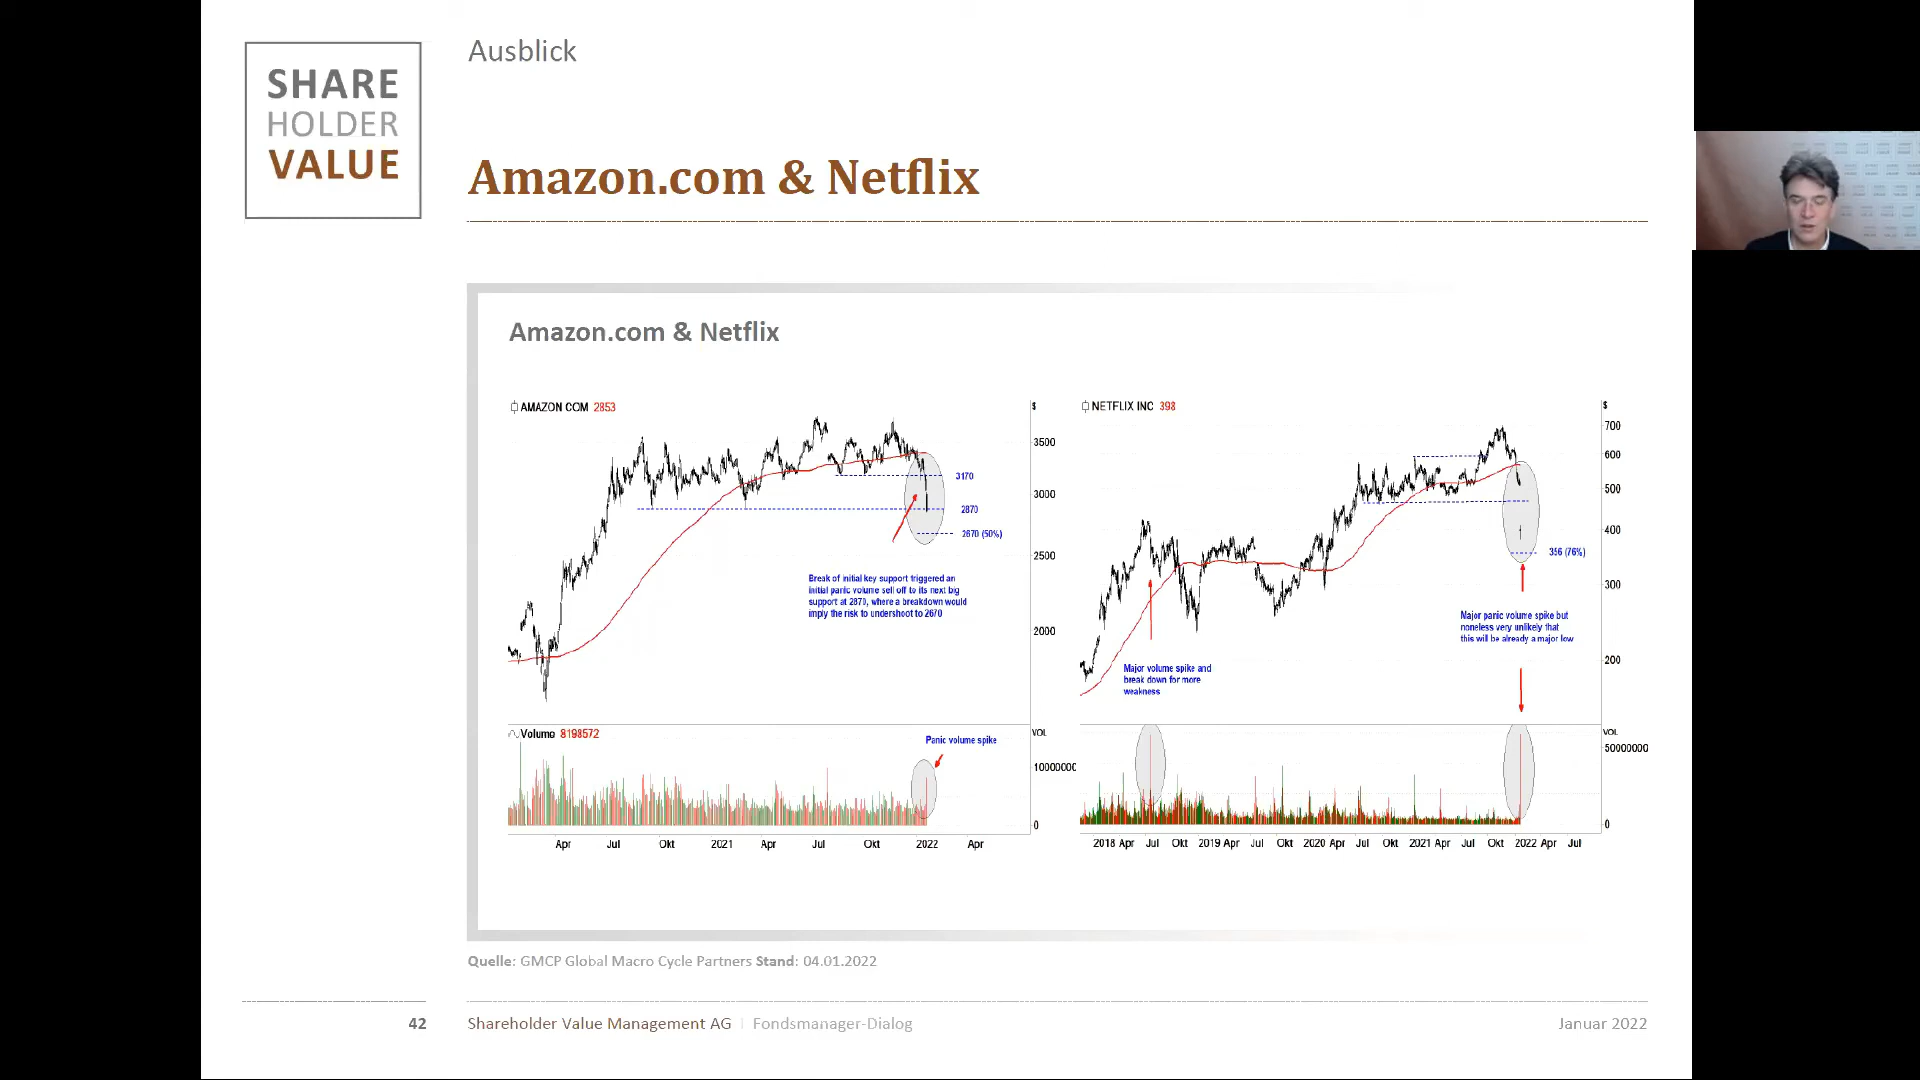 SHARE
HOLDER
VALUE
Ausblick
Amazon.com & Netflix
Amazon.com & Netflix
AMAZON COM 2853
$
3500
3170
3000
2870
2670 (50%)
2500
Break of initial key support triggered an
initial panic volume sell off to its next big
support at 2870, where a breakdown would
imply the risk to undershoot to 2670
2000
Volume 8198572
Panic volume spike
VOL
10000000
0
Apr Jul Okt 2021 Apr Jul Okt 2022 Apr
NETFLIX INC 398
$
700
600
500
400
356 (76%)
300
Major panic volume spike but
noneless very unlikely that
this will be already a major low
200
Major volume spike and
break down for more
weakness
VOL
50000000
0
2018 Apr Jul Okt 2019 Apr Jul Okt 2020 Apr Jul Okt 2021 Apr Jul Okt 2022 Apr Jul
Quelle: GMCP Global Macro Cycle Partners Stand: 04.01.2022
42 Shareholder Value Management AG | Fondsmanager-Dialog Januar 2022